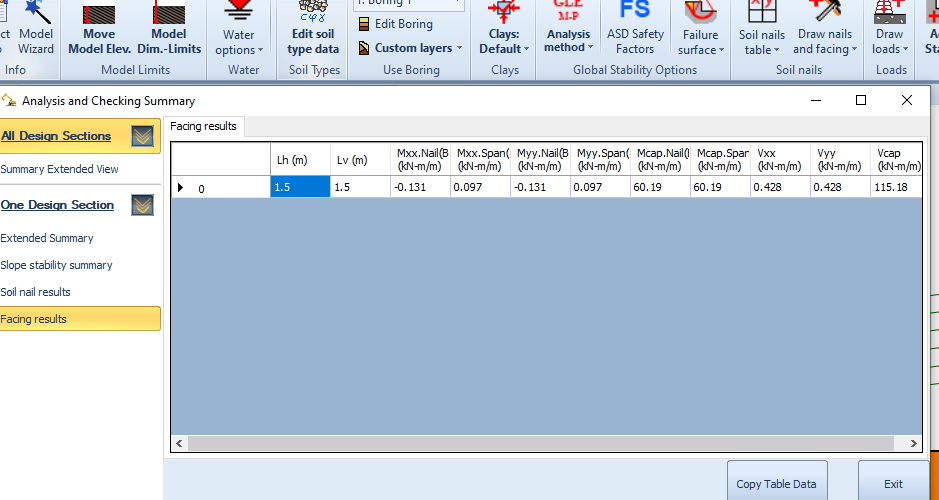 1. Boring 1
GLE
M-P
FS
xy
cγφ
ct Model
Wizard
Info
Move
Model Elev.
Model
Dim.-Limits
Model Limits
Water
options
Water
Edit soil
type data
Soil Types
Edit Boring
Custom layers
Use Boring
Clays:
Default
Clays
Analysis
method
ASD Safety
Factors
Failure
surface
Global Stability Options
Soil nails
table
Draw nails
and facing
Soil nails
Draw
loads
Loads
A
Sta
Analysis and Checking Summary
All Design Sections
Summary Extended View
One Design Section
Extended Summary
Slope stability summary
Soil nail results
Facing results
Facing results
Lh (m) Lv (m) Mxx.Nail(B Mxx.Span( Myy.Nail(B Myy.Span( Mcap.Nail(B Mcap.Span Vxx Vyy Vcap
(kN-m/m) (kN-m/m) (kN-m/m) (kN-m/m) (kN-m/m) (kN-m/m) (kN-m/m) (kN-m/m) (kN-m/m)
0 1.5 1.5 -0.131 0.097 -0.131 0.097 60.19 60.19 0.428 0.428 115.18
Copy Table Data
Exit